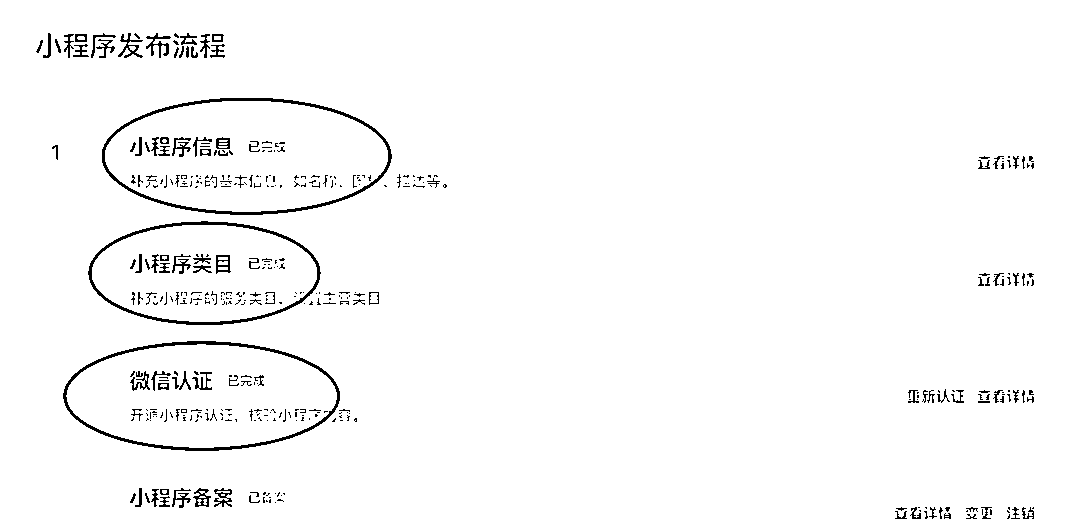 小程序发布流程
1
小程序信息 已完成
查看详情
补充小程序的基本信息，如名称、图标、描述等。
小程序类目 已完成
查看详情
补充小程序的服务类目，设置主营类目
微信认证 已完成
重新认证 查看详情
开通小程序认证，核验小程序内容。
小程序备案 已备案
查看详情 变更 注销